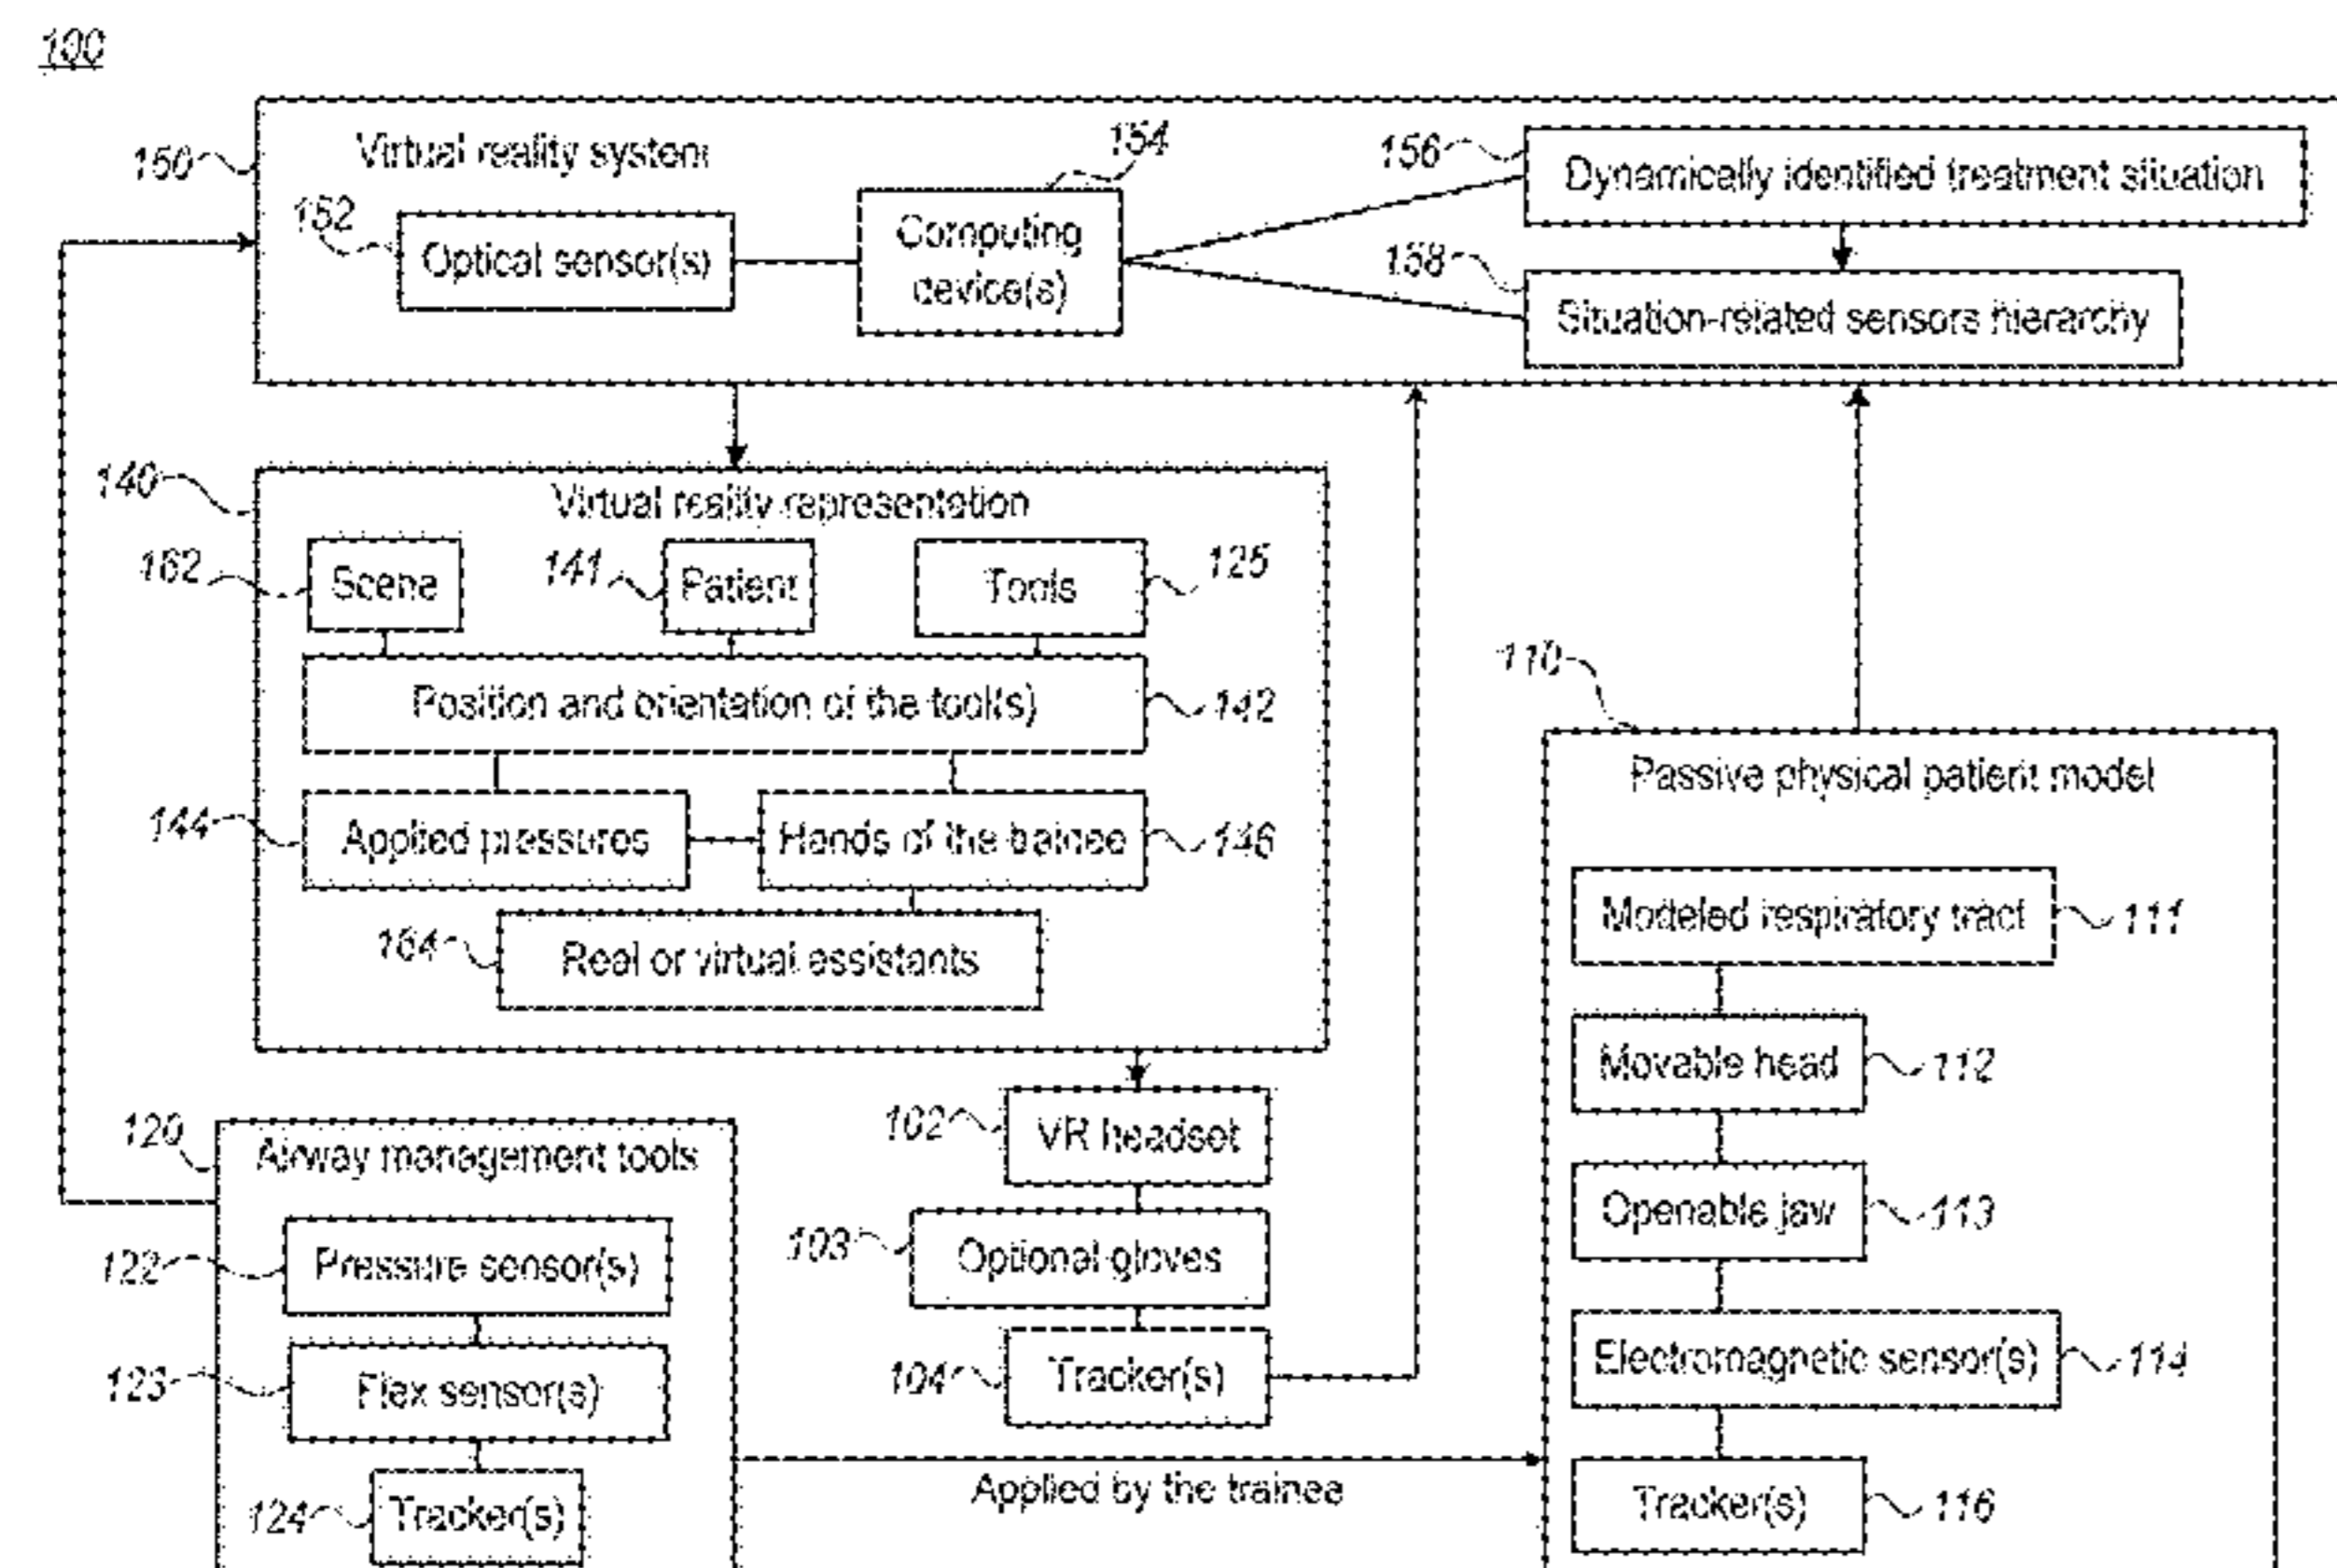 100
150
Virtual reality system
152
Optical sensor(s)
154
Computing
device(s)
156
Dynamically identified treatment situation
158
Situation-related sensors hierarchy
140
Virtual reality representation
162
Scene
141
Patient
Tools
125
Position and orientation of the tool(s)
142
144
Applied pressures
Hands of the trainee
146
164
Real or virtual assistants
110
Passive physical patient model
Modeled respiratory tract
111
Movable head
112
Openable jaw
113
Electromagnetic sensor(s)
114
Tracker(s)
116
102
VR headset
103
Optional gloves
104
Tracker(s)
120
Airway management tools
122
Pressure sensor(s)
123
Flex sensor(s)
124
Tracker(s)
Applied by the trainee